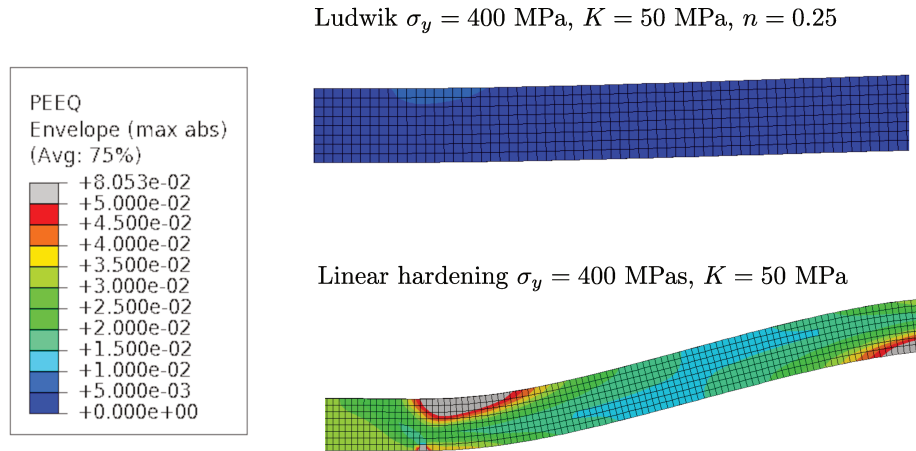 Ludwik σy = 400 MPa, K = 50 MPa, n = 0.25
PEEQ
Envelope (max abs)
(Avg: 75%)
+8.053e-02
+5.000e-02
+4.500e-02
+4.000e-02
+3.500e-02
+3.000e-02
+2.500e-02
+2.000e-02
+1.500e-02
+1.000e-02
+5.000e-03
+0.000e+00
Linear hardening σy = 400 MPas, K = 50 MPa